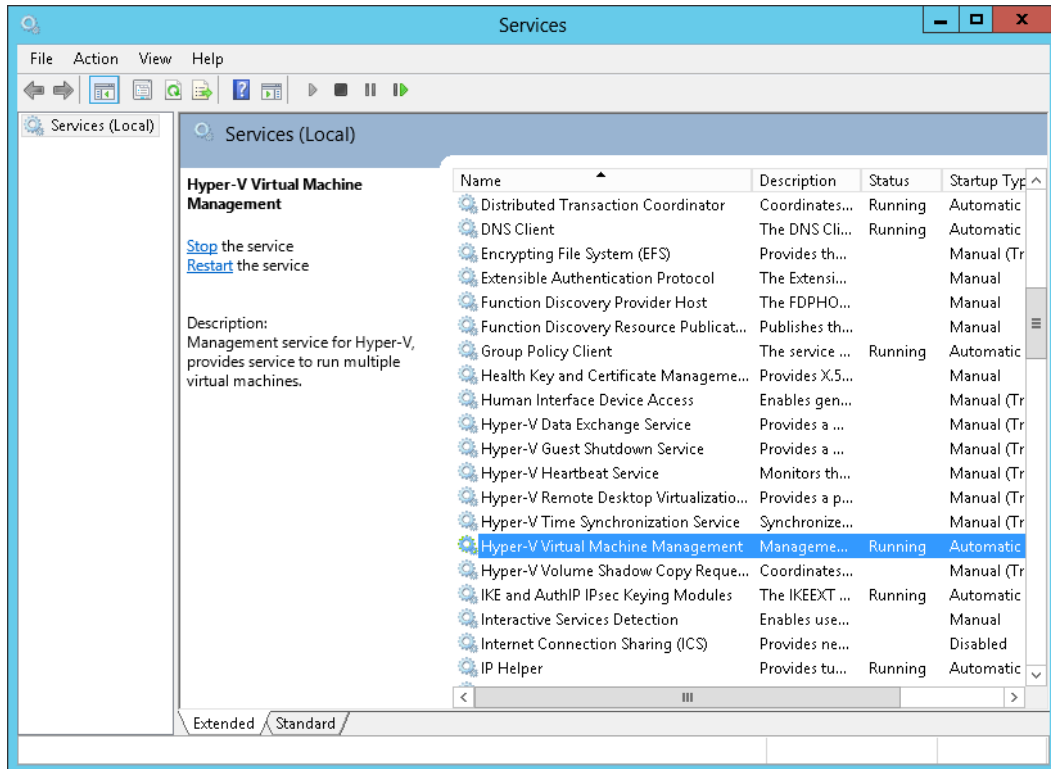 Services
File Action View Help
Services (Local)
Services (Local)
Hyper-V Virtual Machine
Management
Stop the service
Restart the service
Description:
Management service for Hyper-V,
provides service to run multiple
virtual machines.
Name Description Status Startup Typ
Distributed Transaction Coordinator Coordinates... Running Automatic
DNS Client The DNS Cli... Running Automatic
Encrypting File System (EFS) Provides th... Manual (Tr
Extensible Authentication Protocol The Extensi... Manual
Function Discovery Provider Host The FDPHO... Manual
Function Discovery Resource Publicat... Publishes th... Manual
Group Policy Client The service ... Running Automatic
Health Key and Certificate Manageme... Provides X.5... Manual
Human Interface Device Access Enables gen... Manual (Tr
Hyper-V Data Exchange Service Provides a ... Manual (Tr
Hyper-V Guest Shutdown Service Provides a ... Manual (Tr
Hyper-V Heartbeat Service Monitors th... Manual (Tr
Hyper-V Remote Desktop Virtualizatio... Provides a p... Manual (Tr
Hyper-V Time Synchronization Service Synchronize... Manual (Tr
Hyper-V Virtual Machine Management Manageme... Running Automatic
Hyper-V Volume Shadow Copy Reque... Coordinates... Manual (Tr
IKE and AuthIP IPsec Keying Modules The IKEEXT ... Running Automatic
Interactive Services Detection Enables use... Manual
Internet Connection Sharing (ICS) Provides ne... Disabled
IP Helper Provides tu... Running Automatic
Extended Standard